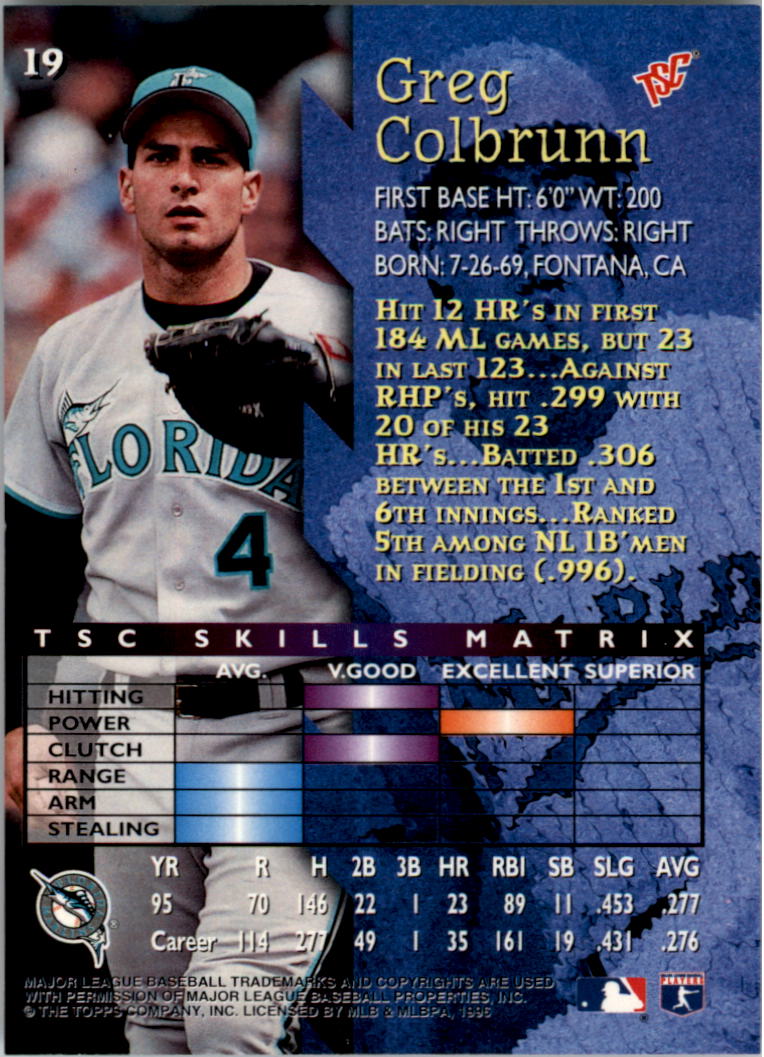 19
TSC
Greg
Colbrunn
FIRST BASE HT: 6'0" WT: 200
BATS: RIGHT THROWS: RIGHT
BORN: 7-26-69, FONTANA, CA
HIT 12 HR'S IN FIRST
184 ML GAMES, BUT 23
IN LAST 123...AGAINST
RHP'S, HIT .299 WITH
20 OF HIS 23
HR'S...BATTED .306
BETWEEN THE 1ST AND
6TH INNINGS...RANKED
5TH AMONG NL 1B'MEN
IN FIELDING (.996).
FLORIDA
4
TSC SKILLS MATRIX
AVG. V.GOOD EXCELLENT SUPERIOR
HITTING
POWER
CLUTCH
RANGE
ARM
STEALING
YR R H 2B 3B HR RBI SB SLG AVG
95 70 146 22 1 23 89 11 .453 .277
Career 114 277 49 1 35 161 19 .431 .276
MAJOR LEAGUE BASEBALL TRADEMARKS AND COPYRIGHTS ARE USED
WITH PERMISSION OF MAJOR LEAGUE BASEBALL PROPERTIES, INC.
© THE TOPPS COMPANY, INC. LICENSED BY MLB & MLBPA, 1996
PLAYERS